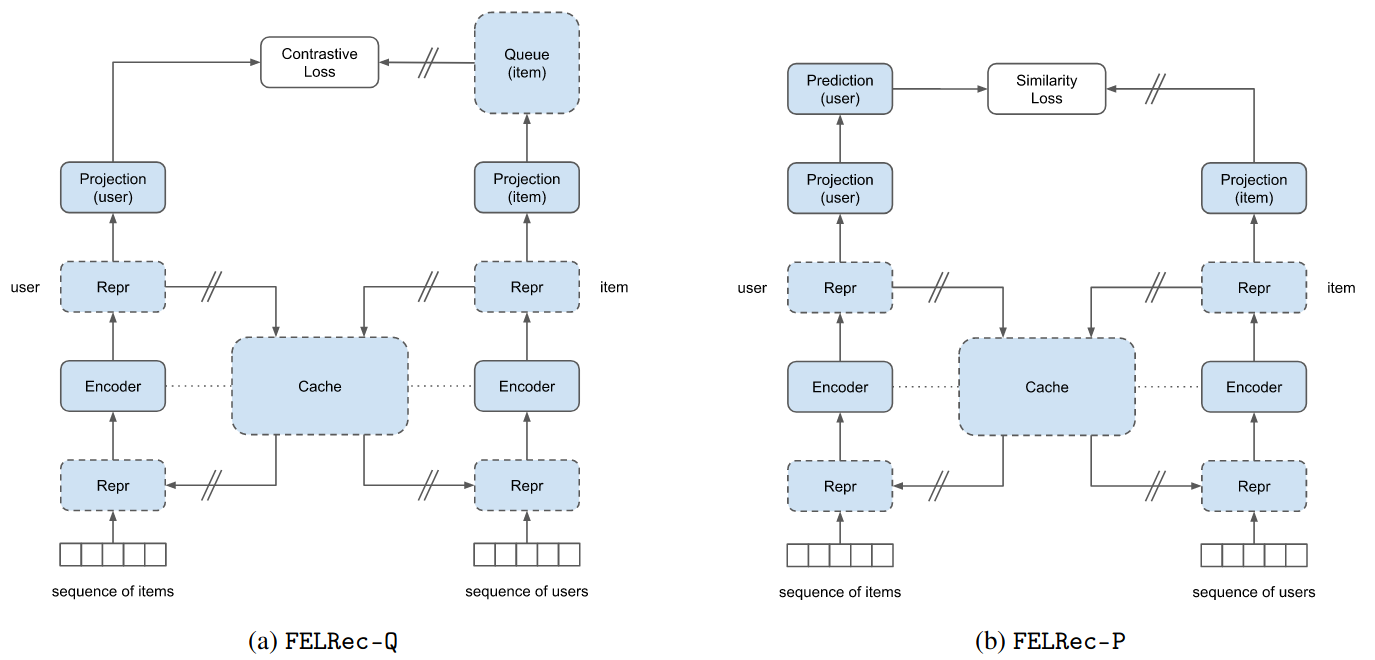 Contrastive
Loss
Queue
(item)
Projection
(user)
Projection
(item)
user
Repr
Repr
item
Encoder
Cache
Encoder
Repr
Repr
sequence of items
sequence of users
(a) FELRec-Q
Prediction
(user)
Similarity
Loss
Projection
(user)
Projection
(item)
user
Repr
Repr
item
Encoder
Cache
Encoder
Repr
Repr
sequence of items
sequence of users
(b) FELRec-P